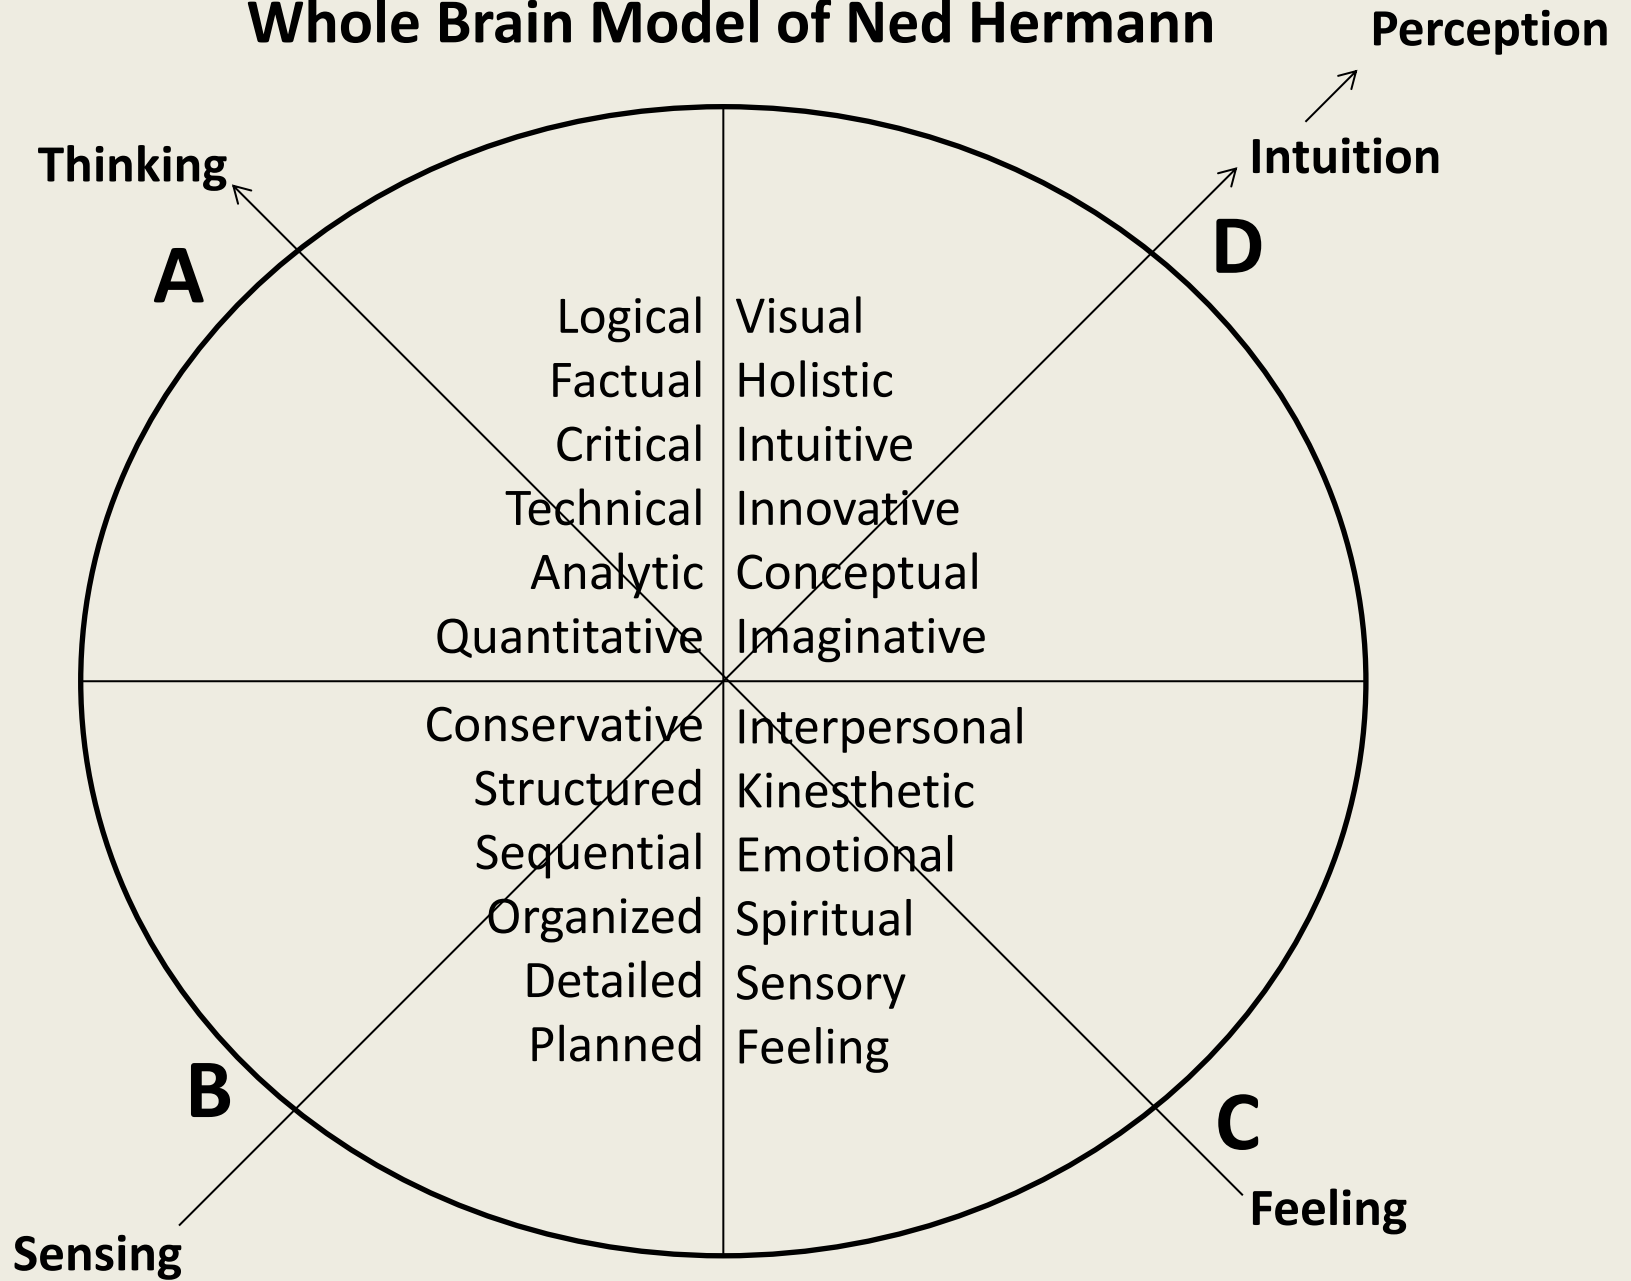 Whole Brain Model of Ned Hermann
Perception
Thinking
Intuition
A
D
Logical
Factual
Critical
Technical
Analytic
Quantitative
Visual
Holistic
Intuitive
Innovative
Conceptual
Imaginative
Conservative
Structured
Sequential
Organized
Detailed
Planned
Interpersonal
Kinesthetic
Emotional
Spiritual
Sensory
Feeling
B
C
Sensing
Feeling